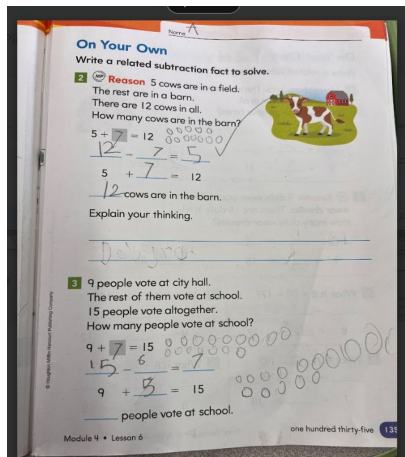 Name A
On Your Own
Write a related subtraction fact to solve.
2 MP Reason 5 cows are in a field.
The rest are in a barn.
There are 12 cows in all.
How many cows are in the barn?
5 + 7 = 12
12 - 7 = 5
5 + 7 = 12
12 cows are in the barn.
Explain your thinking.
3 9 people vote at city hall.
The rest of them vote at school.
15 people vote altogether.
How many people vote at school?
9 + 7 = 15
15 - 6 = 7
9 + = 15
people vote at school.
Module 4 • Lesson 6
one hundred thirty-five 135
© Houghton Mifflin Harcourt Publishing Company